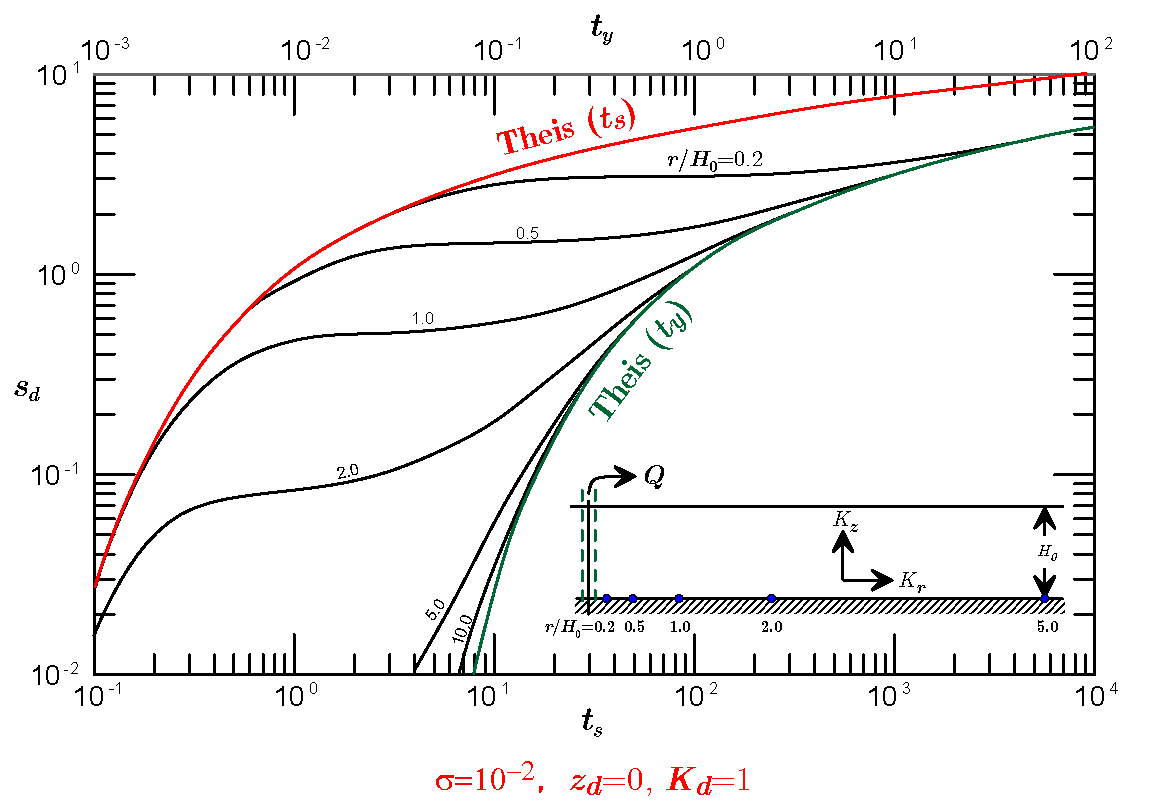 t_y
10^-3 10^-2 10^-1 10^0 10^1 10^2
10^1
Theis (t_s)
r/H_0=0.2
0.5
10^0
1.0
Theis (t_y)
s_d
2.0
10^-1
Q
K_z
H_0
K_r
5.0
10.0
r/H_0=0.2 0.5 1.0 2.0 5.0
10^-2
10^-1 10^0 10^1 10^2 10^3 10^4
t_s
σ=10^-2, z_d=0, K_d=1